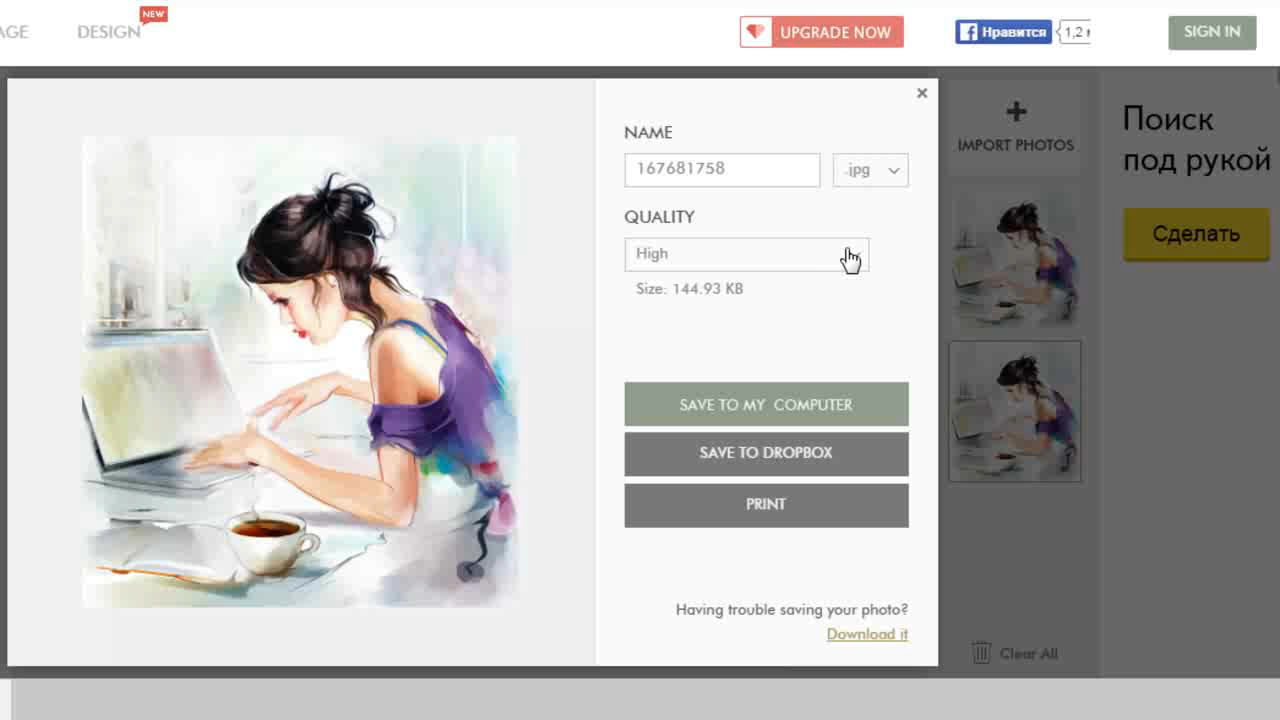 AGE
DESIGN
NEW
UPGRADE NOW
Нравится
1,2
SIGN IN
NAME
167681758
.jpg
QUALITY
High
Size: 144.93 KB
SAVE TO MY COMPUTER
SAVE TO DROPBOX
PRINT
Having trouble saving your photo?
Download it
IMPORT PHOTOS
Clear All
Поиск
под рукой
Сделать